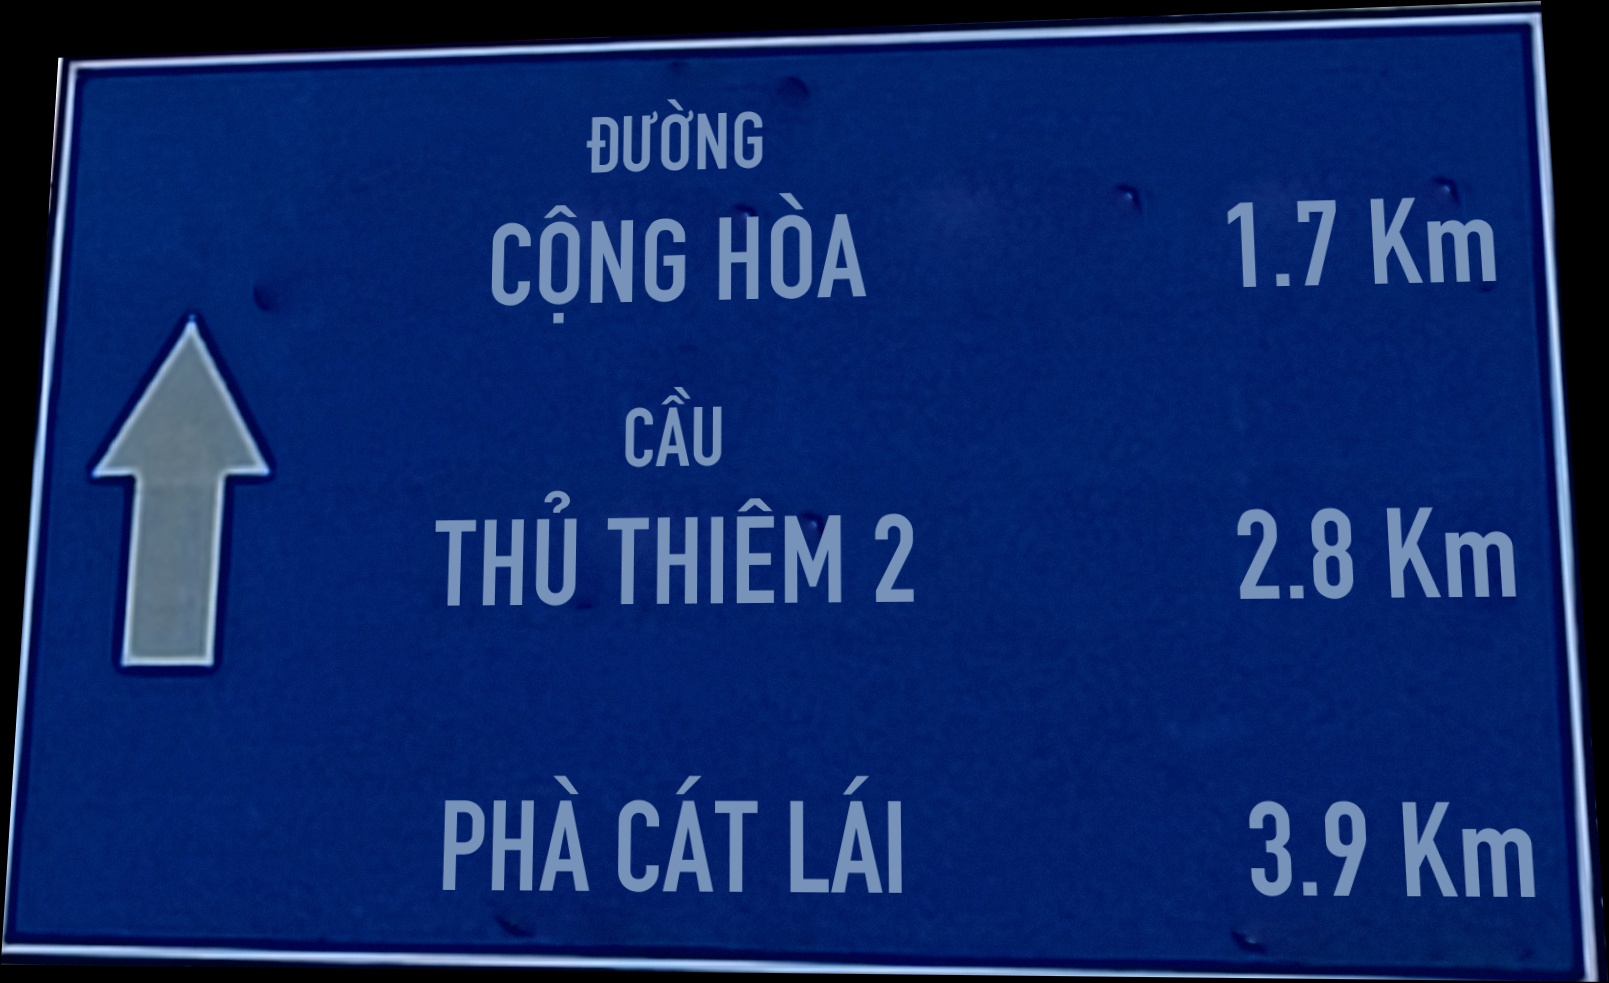 ĐƯỜNG
CỘNG HÒA 1.7 Km
CẦU
THỦ THIÊM 2 2.8 Km
PHÀ CÁT LÁI 3.9 Km